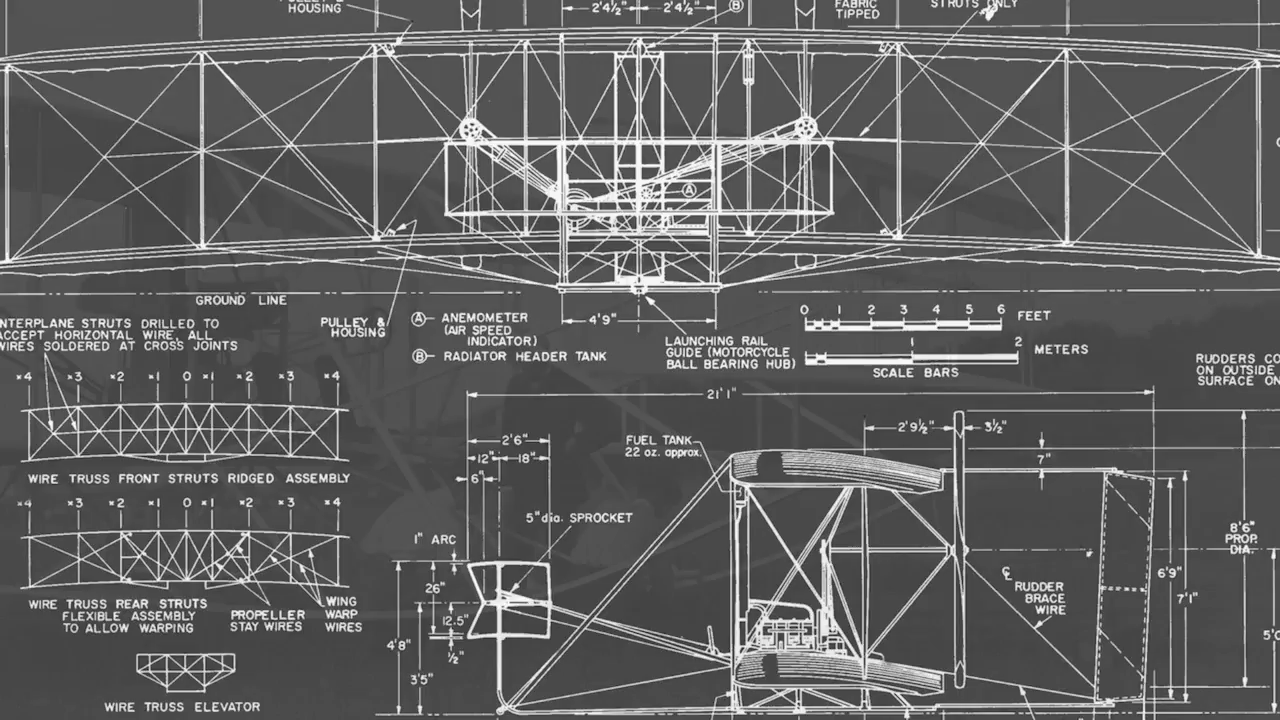 HOUSING
2'4½"
2'4½"
B
FABRIC
TIPPED
STRUTS ONLY
A
GROUND LINE
NTERPLANE STRUTS DRILLED TO
ACCEPT HORIZONTAL WIRE, ALL
WIRES SOLDERED AT CROSS JOINTS
PULLEY &
HOUSING
A - ANEMOMETER
(AIR SPEED
INDICATOR)
B - RADIATOR HEADER TANK
4'9"
LAUNCHING RAIL
GUIDE (MOTORCYCLE
BALL BEARING HUB)
0 1 2 3 4 5 6 FEET
1 2 METERS
SCALE BARS
RUDDERS CO
ON OUTSIDE
SURFACE ON
×4 ×3 ×2 ×1 0 ×1 ×2 ×3 ×4
WIRE TRUSS FRONT STRUTS RIDGED ASSEMBLY
×4 ×3 ×2 ×1 0 ×1 ×2 ×3 ×4
WIRE TRUSS REAR STRUTS
FLEXIBLE ASSEMBLY
TO ALLOW WARPING
PROPELLER
STAY WIRES
WING
WARP
WIRES
WIRE TRUSS ELEVATOR
21'1"
2'6"
12" 18"
6"
FUEL TANK
22 oz. approx.
5" dia. SPROCKET
1" ARC
26"
12.5"
½"
4'8"
3'5"
2'9½"
3½"
7"
8'6"
PROP.
DIA.
℄
RUDDER
BRACE
WIRE
6'9"
7'1"